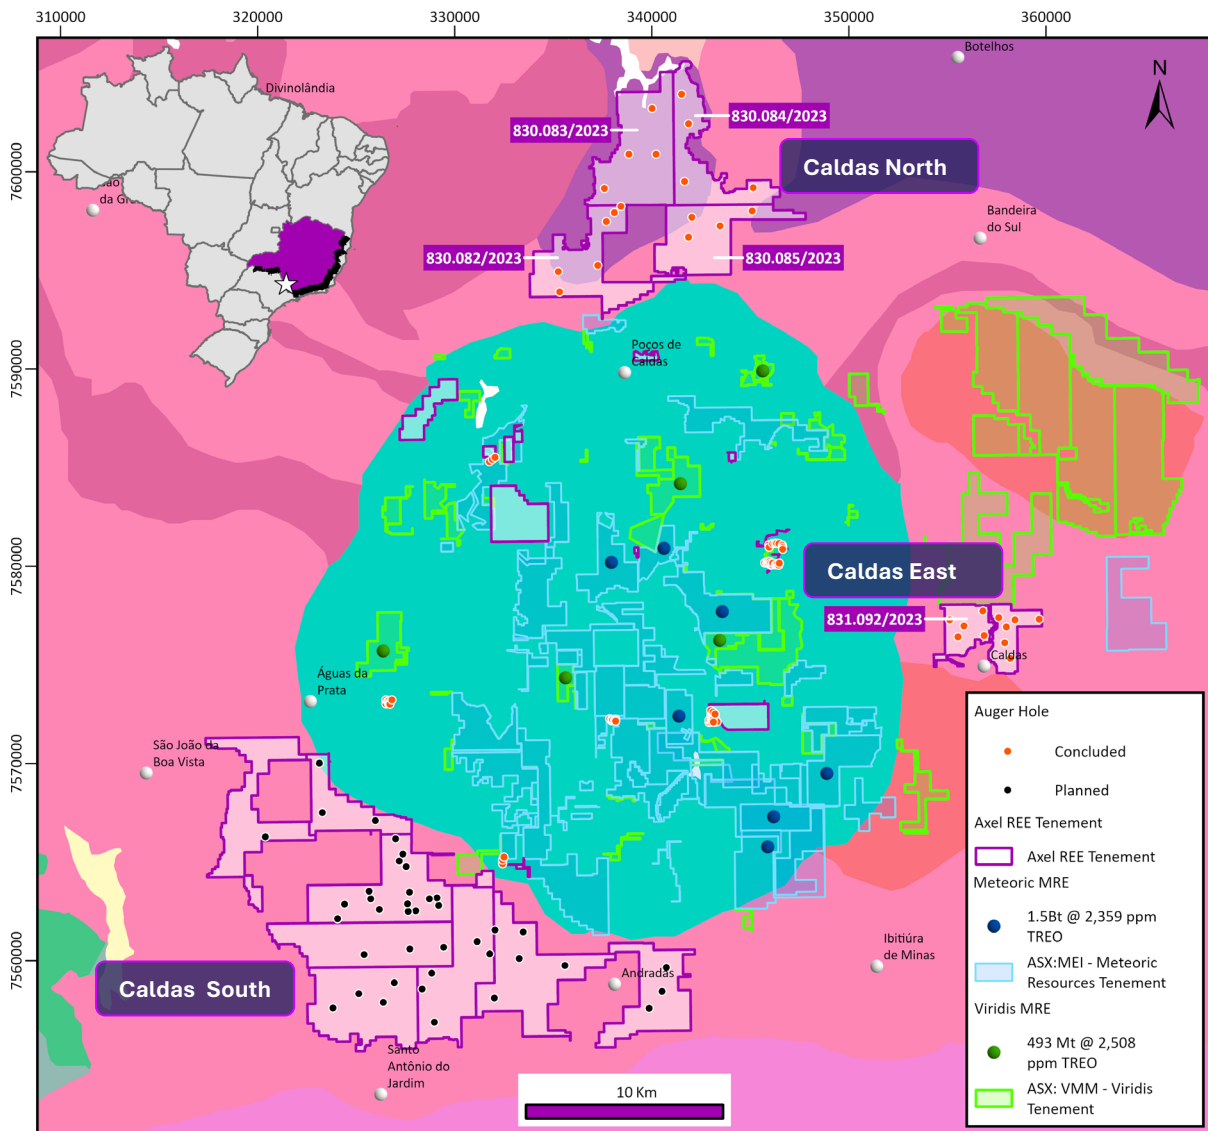 310000
320000
330000
340000
350000
360000
7600000
7590000
7580000
7570000
7560000
N
Botelhos
Divinolândia
830.083/2023
830.084/2023
Caldas North
da Gr
Bandeira
do Sul
830.082/2023
830.085/2023
Poços de
Caldas
Caldas East
831.092/2023
Caldas
Águas da
Prata
São João da
Boa Vista
Ibitiúra
de Minas
Andradas
Caldas South
Santo
Antônio do
Jardim
10 Km
Auger Hole
Concluded
Planned
Axel REE Tenement
Axel REE Tenement
Meteoric MRE
1.5Bt @ 2,359 ppm
TREO
ASX:MEI - Meteoric
Resources Tenement
Viridis MRE
493 Mt @ 2,508
ppm TREO
ASX: VMM - Viridis
Tenement